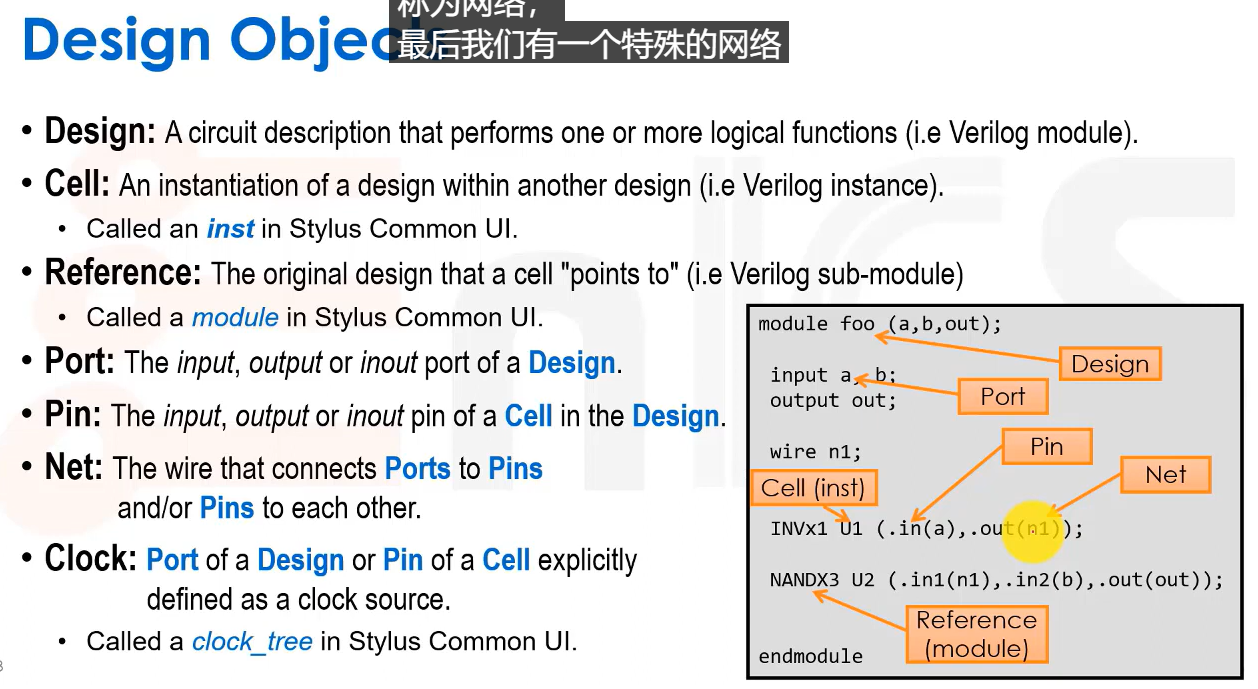 称为网络，
最后我们有一个特殊的网络
Design Objec
• Design: A circuit description that performs one or more logical functions (i.e Verilog module).
• Cell: An instantiation of a design within another design (i.e Verilog instance).
• Called an inst in Stylus Common UI.
• Reference: The original design that a cell "points to" (i.e Verilog sub-module)
• Called a module in Stylus Common UI.
• Port: The input, output or inout port of a Design.
• Pin: The input, output or inout pin of a Cell in the Design.
• Net: The wire that connects Ports to Pins
and/or Pins to each other.
• Clock: Port of a Design or Pin of a Cell explicitly
defined as a clock source.
• Called a clock_tree in Stylus Common UI.
module foo (a,b,out);
Design
input a, b;
Port
output out;
Pin
wire n1;
Net
Cell (inst)
INVx1 U1 (.in(a),.out(n1));
NANDX3 U2 (.in1(n1),.in2(b),.out(out));
Reference
(module)
endmodule